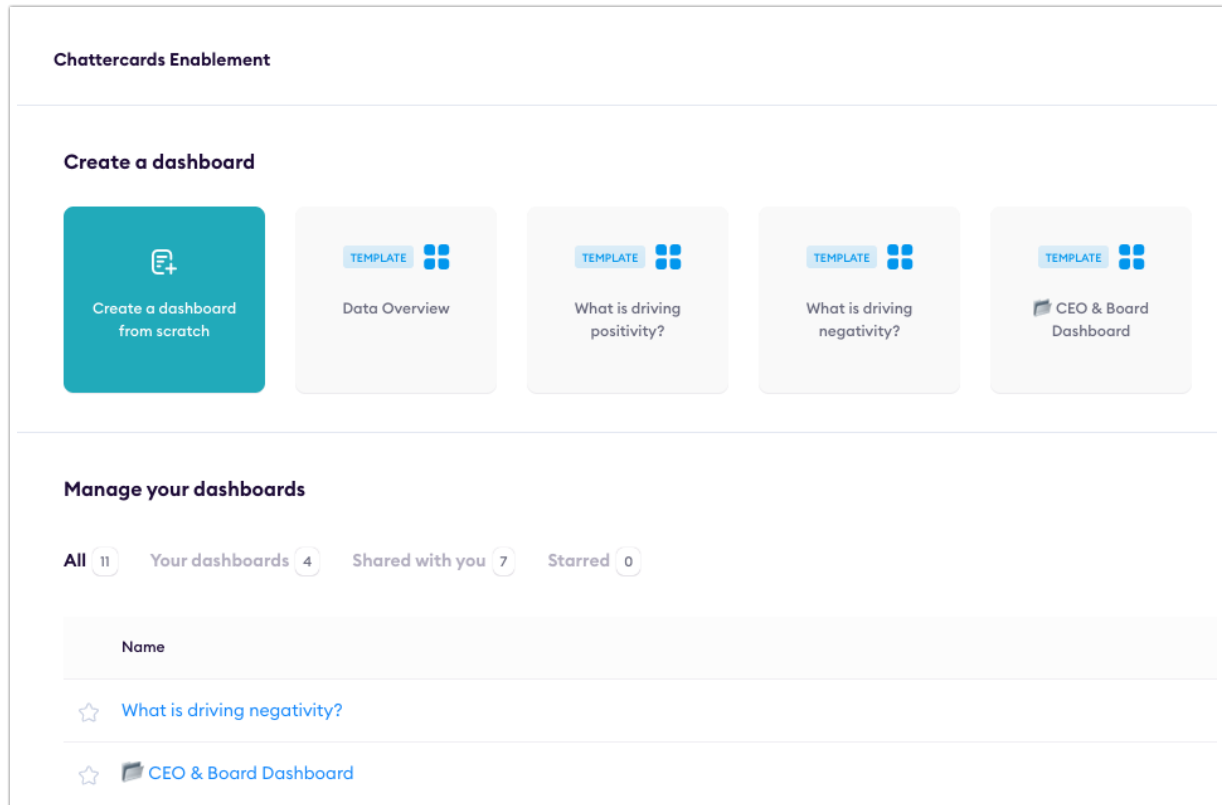 Chattercards Enablement
Create a dashboard
Create a dashboard
from scratch
TEMPLATE
Data Overview
TEMPLATE
What is driving
positivity?
TEMPLATE
What is driving
negativity?
TEMPLATE
CEO & Board
Dashboard
Manage your dashboards
All 11 Your dashboards 4 Shared with you 7 Starred 0
Name
What is driving negativity?
CEO & Board Dashboard